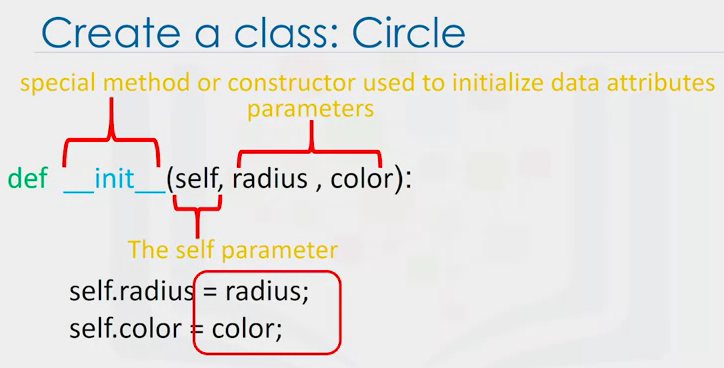 Create a class: Circle
special method or constructor used to initialize data attributes
parameters
def __init__(self, radius , color):
The self parameter
self.radius = radius;
self.color = color;